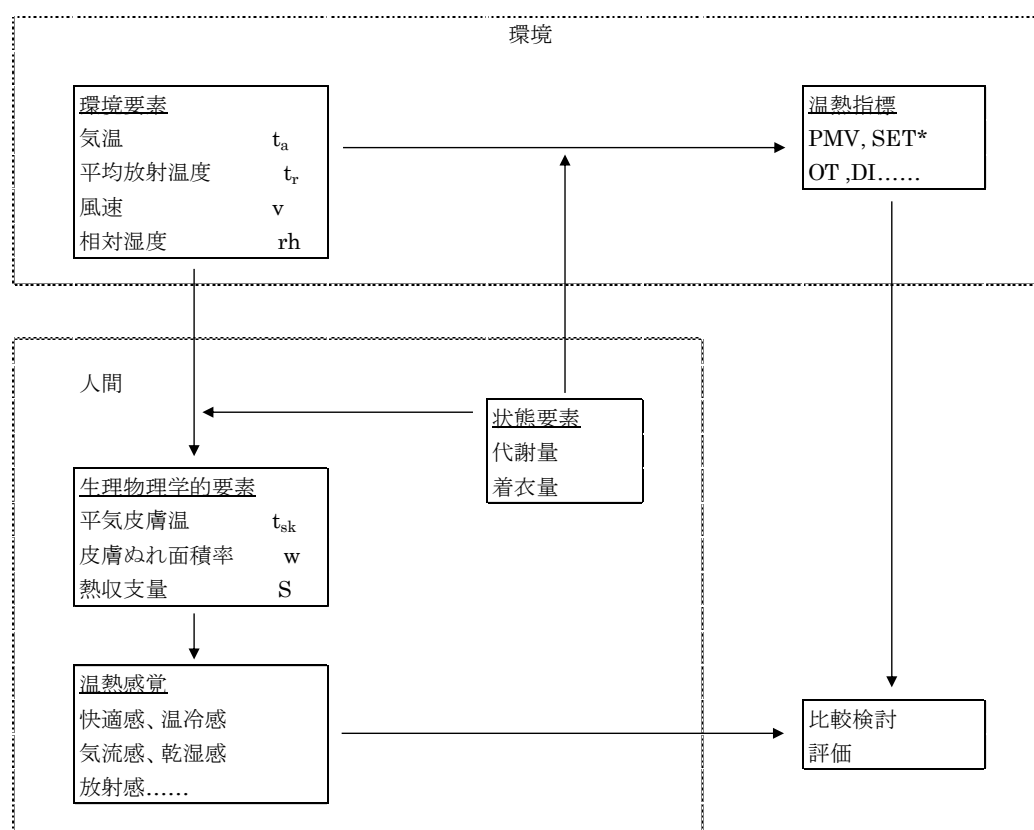 環境
環境要素
気温 ta
平均放射温度 tr
風速 v
相対湿度 rh
温熱指標
PMV, SET*
OT ,DI……
人間
状態要素
代謝量
着衣量
生理物理学的要素
平気皮膚温 tsk
皮膚ぬれ面積率 w
熱収支量 S
温熱感覚
快適感、温冷感
気流感、乾湿感
放射感……
比較検討
評価